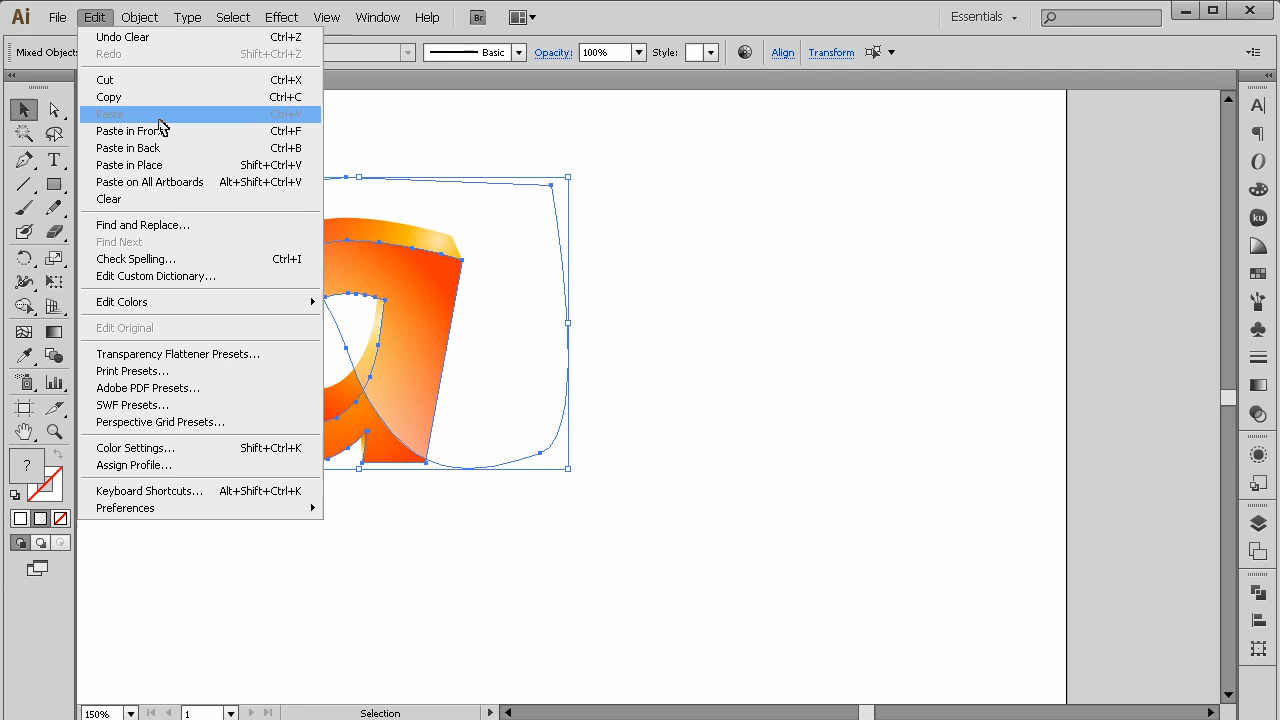 Ai File Edit Object Type Select Effect View Window Help Br Essentials
Mixed Objects Basic Opacity: 100% Style: Align Transform
Undo Clear Ctrl+Z
Redo Shift+Ctrl+Z
Cut Ctrl+X
Copy Ctrl+C
Paste Ctrl+V
Paste in Front Ctrl+F
Paste in Back Ctrl+B
Paste in Place Shift+Ctrl+V
Paste on All Artboards Alt+Shift+Ctrl+V
Clear
Find and Replace...
Find Next
Check Spelling... Ctrl+I
Edit Custom Dictionary...
Edit Colors
Edit Original
Transparency Flattener Presets...
Print Presets...
Adobe PDF Presets...
SWF Presets...
Perspective Grid Presets...
Color Settings... Shift+Ctrl+K
Assign Profile...
Keyboard Shortcuts... Alt+Shift+Ctrl+K
Preferences
?
ku
150% 1 Selection